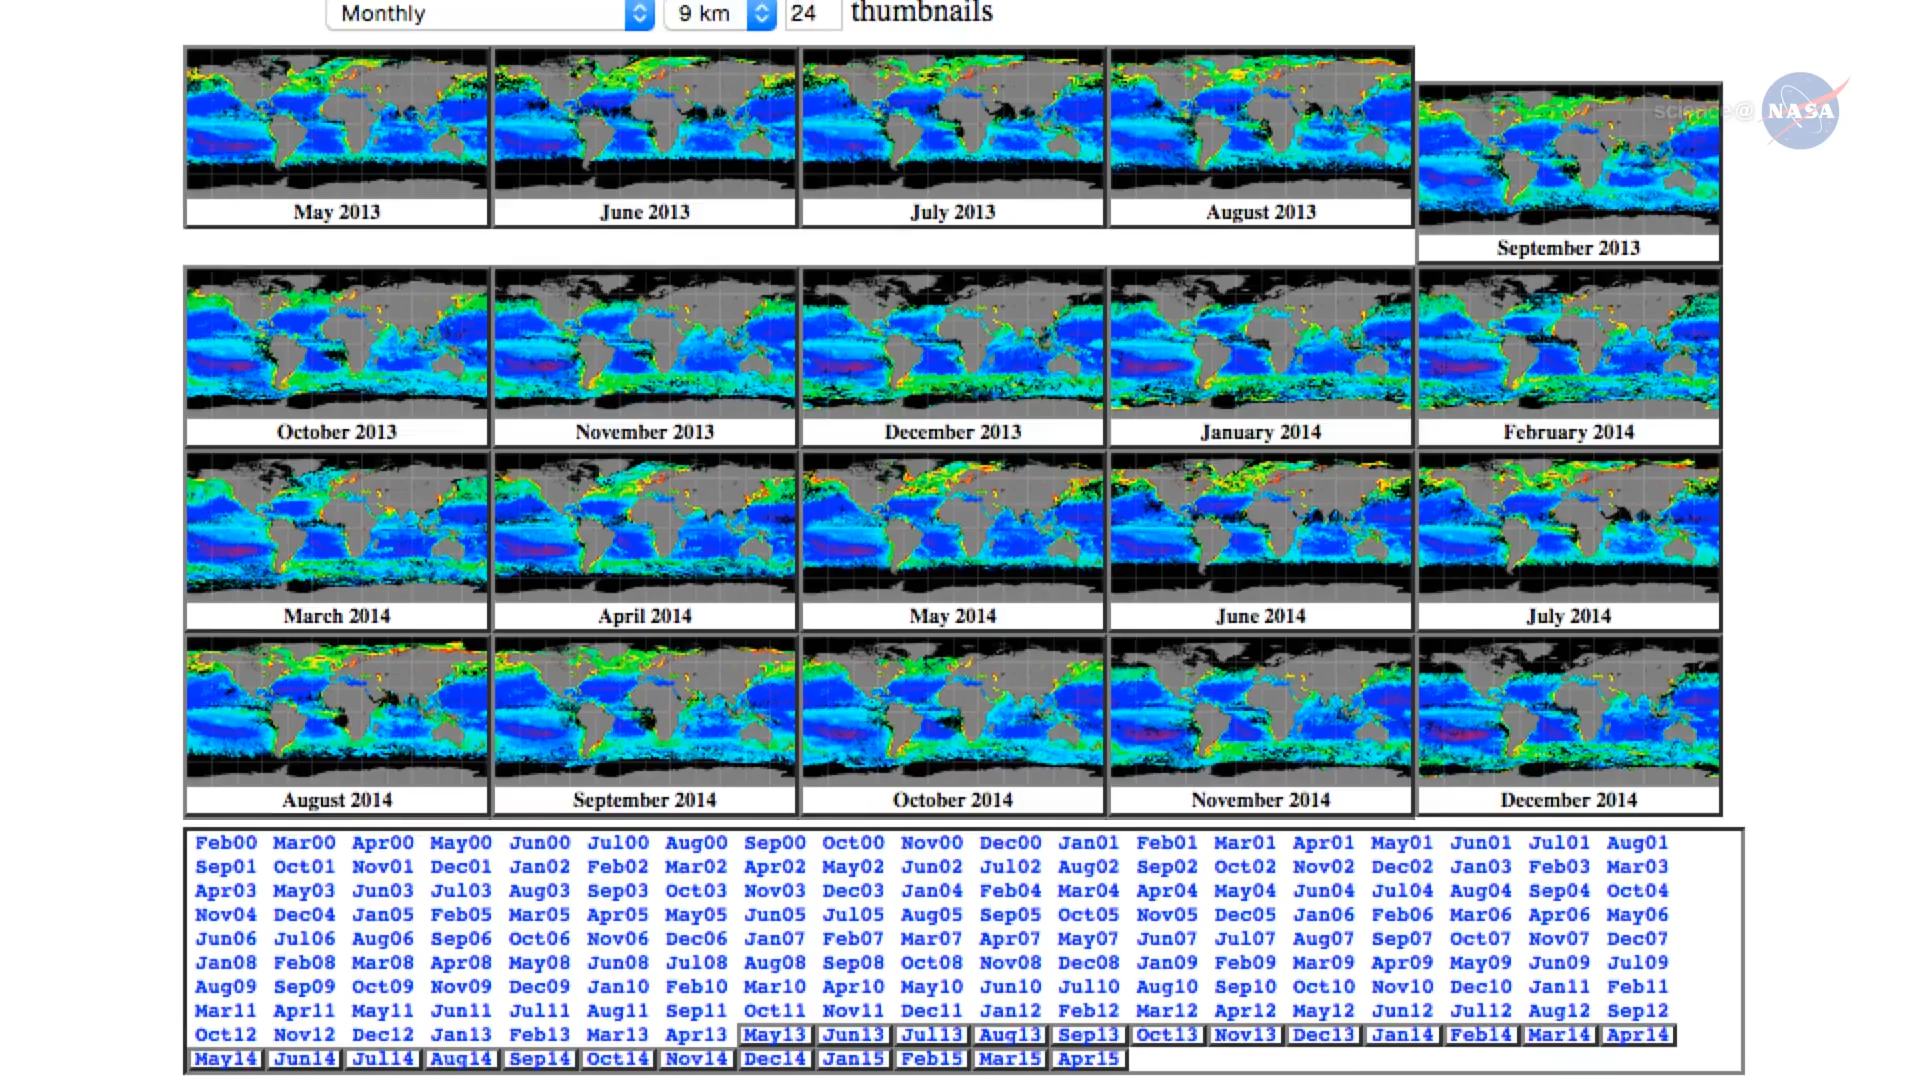 Monthly 9 km 24 thumbnails
May 2013 June 2013 July 2013 August 2013
science@ NASA
September 2013
October 2013 November 2013 December 2013 January 2014 February 2014
March 2014 April 2014 May 2014 June 2014 July 2014
August 2014 September 2014 October 2014 November 2014 December 2014
Feb00 Mar00 Apr00 May00 Jun00 Jul00 Aug00 Sep00 Oct00 Nov00 Dec00 Jan01 Feb01 Mar01 Apr01 May01 Jun01 Jul01 Aug01
Sep01 Oct01 Nov01 Dec01 Jan02 Feb02 Mar02 Apr02 May02 Jun02 Jul02 Aug02 Sep02 Oct02 Nov02 Dec02 Jan03 Feb03 Mar03
Apr03 May03 Jun03 Jul03 Aug03 Sep03 Oct03 Nov03 Dec03 Jan04 Feb04 Mar04 Apr04 May04 Jun04 Jul04 Aug04 Sep04 Oct04
Nov04 Dec04 Jan05 Feb05 Mar05 Apr05 May05 Jun05 Jul05 Aug05 Sep05 Oct05 Nov05 Dec05 Jan06 Feb06 Mar06 Apr06 May06
Jun06 Jul06 Aug06 Sep06 Oct06 Nov06 Dec06 Jan07 Feb07 Mar07 Apr07 May07 Jun07 Jul07 Aug07 Sep07 Oct07 Nov07 Dec07
Jan08 Feb08 Mar08 Apr08 May08 Jun08 Jul08 Aug08 Sep08 Oct08 Nov08 Dec08 Jan09 Feb09 Mar09 Apr09 May09 Jun09 Jul09
Aug09 Sep09 Oct09 Nov09 Dec09 Jan10 Feb10 Mar10 Apr10 May10 Jun10 Jul10 Aug10 Sep10 Oct10 Nov10 Dec10 Jan11 Feb11
Mar11 Apr11 May11 Jun11 Jul11 Aug11 Sep11 Oct11 Nov11 Dec11 Jan12 Feb12 Mar12 Apr12 May12 Jun12 Jul12 Aug12 Sep12
Oct12 Nov12 Dec12 Jan13 Feb13 Mar13 Apr13 May13 Jun13 Jul13 Aug13 Sep13 Oct13 Nov13 Dec13 Jan14 Feb14 Mar14 Apr14
May14 Jun14 Jul14 Aug14 Sep14 Oct14 Nov14 Dec14 Jan15 Feb15 Mar15 Apr15